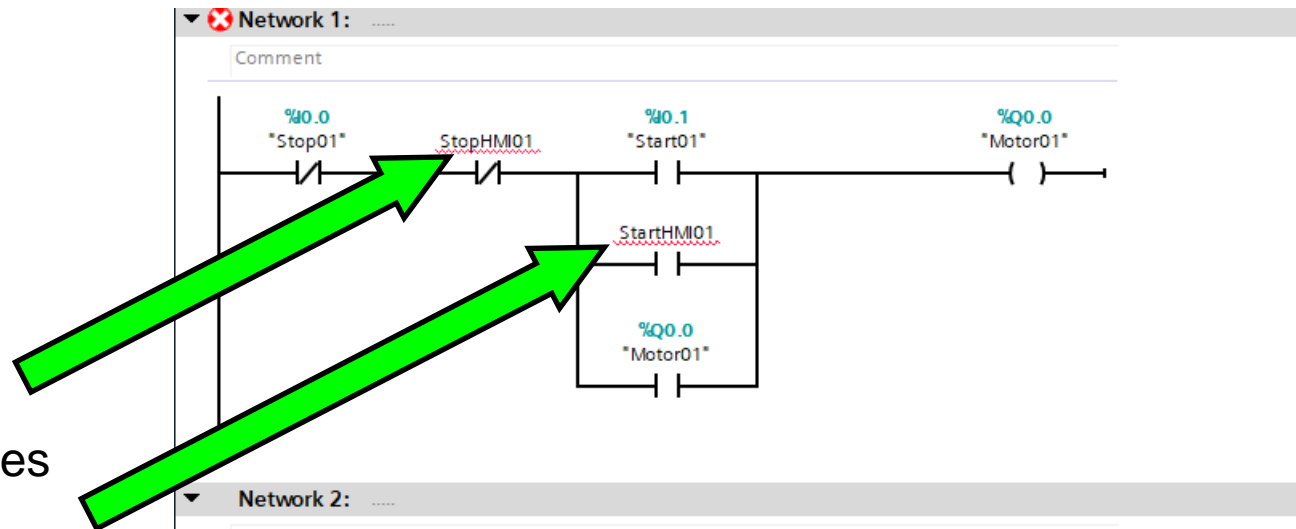 Network 1: .....
Comment
%I0.0
"Stop01"
StopHMI01
%I0.1
"Start01"
%Q0.0
"Motor01"
StartHMI01
%Q0.0
"Motor01"
es
Network 2: .....